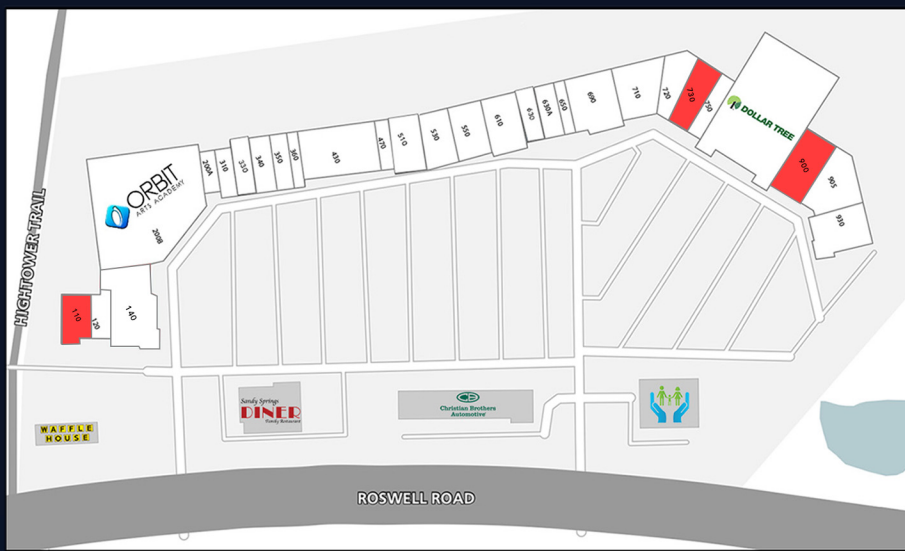 HIGHTOWER TRAIL
ORBIT
ARTS ACADEMY
200B
110
120
140
200A
310
330
340
350
360
430
470
510
530
550
610
630
630A
650
690
710
720
730
750
DOLLAR TREE
900
905
930
WAFFLE
HOUSE
Sandy Springs
DINER
Family Restaurant
CB
Christian Brothers
Automotive
ROSWELL ROAD